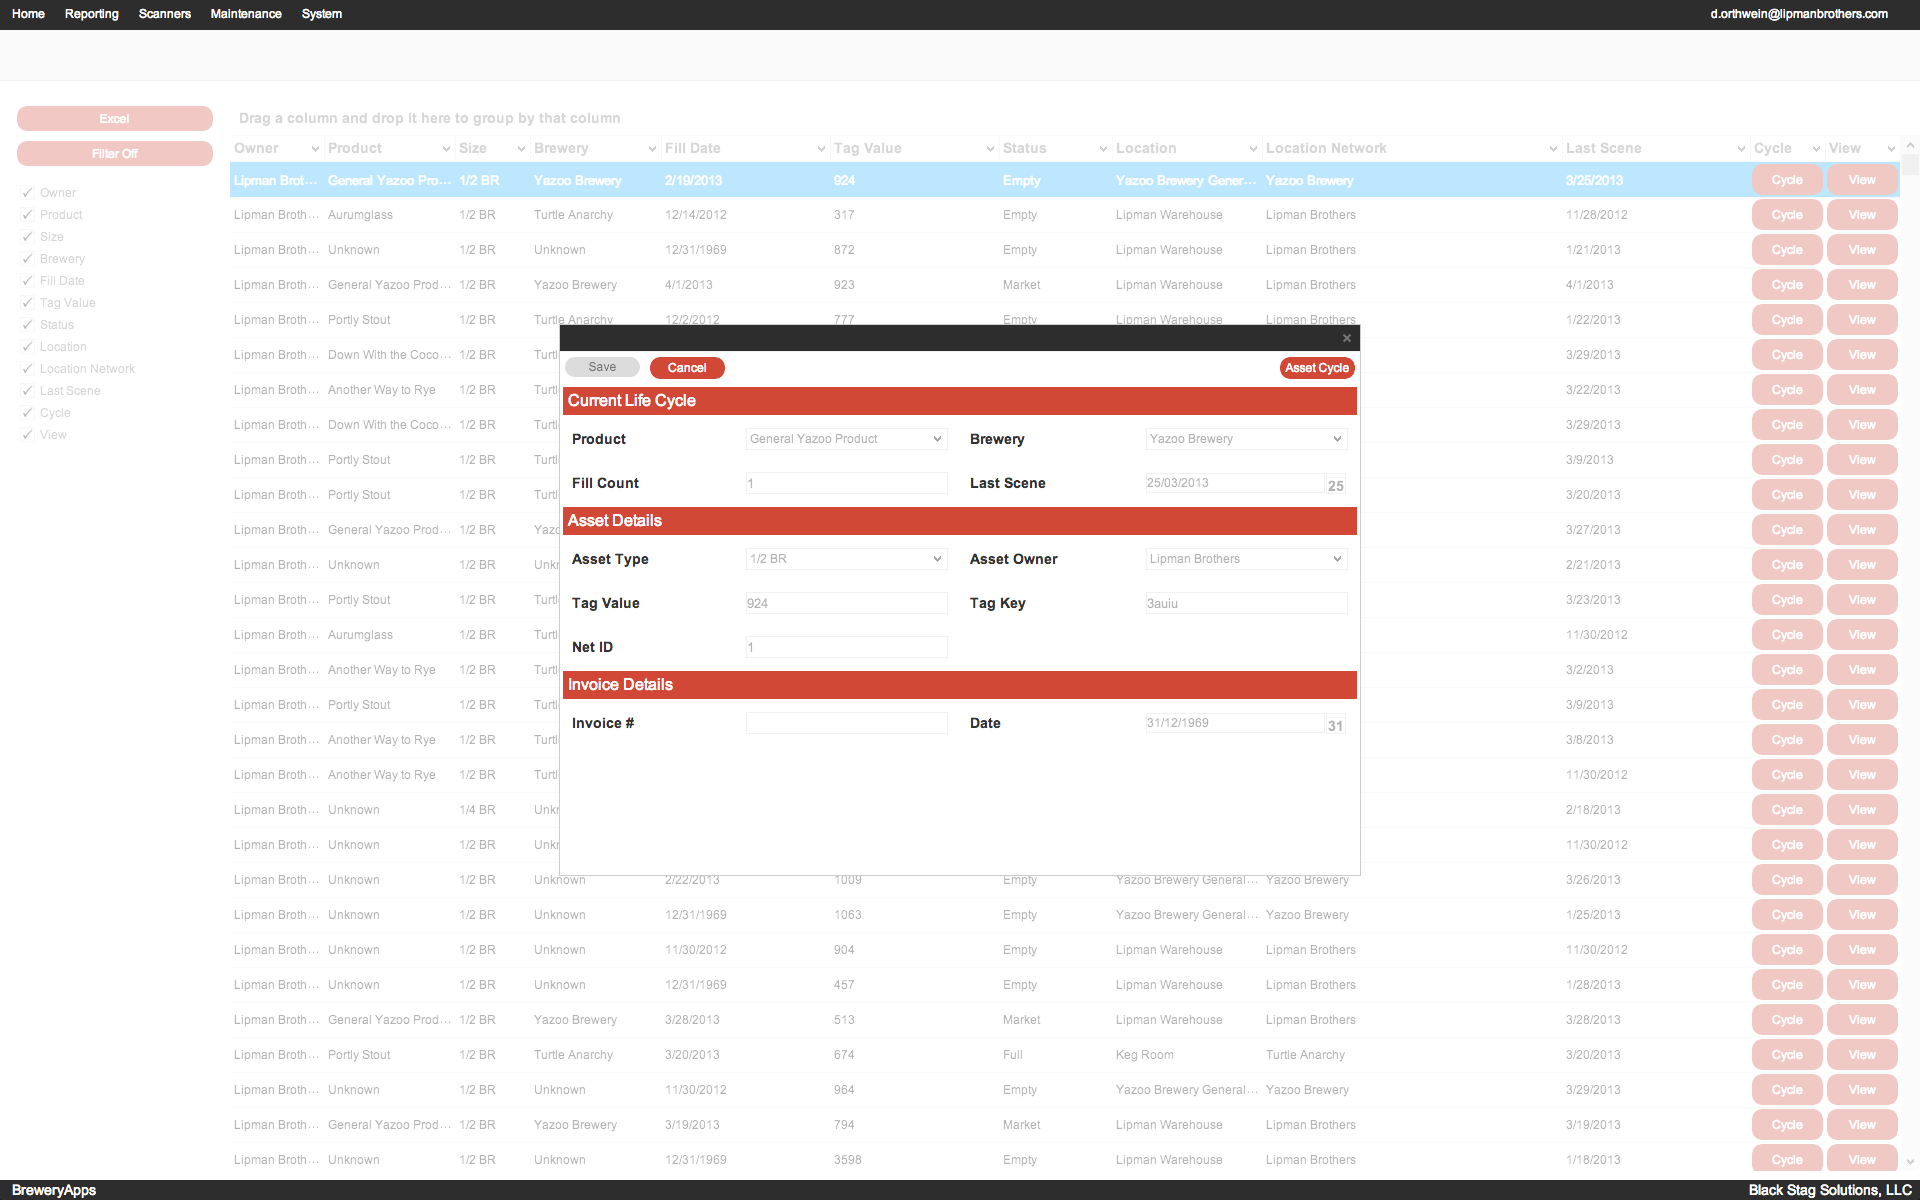 Home Reporting Scanners Maintenance System d.orthwein@lipmanbrothers.com
Excel
Filter Off
✓ Owner
✓ Product
✓ Size
✓ Brewery
✓ Fill Date
✓ Tag Value
✓ Status
✓ Location
✓ Location Network
✓ Last Scene
✓ Cycle
✓ View
Drag a column and drop it here to group by that column
Owner Product Size Brewery Fill Date Tag Value Status Location Location Network Last Scene Cycle View
Lipman Brot... General Yazoo Pro... 1/2 BR Yazoo Brewery 2/19/2013 924 Empty Yazoo Brewery Gener... Yazoo Brewery 3/25/2013 Cycle View
Lipman Broth... Aurumglass 1/2 BR Turtle Anarchy 12/14/2012 317 Empty Lipman Warehouse Lipman Brothers 11/28/2012 Cycle View
Lipman Broth... Unknown 1/2 BR Unknown 12/31/1969 872 Empty Lipman Warehouse Lipman Brothers 1/21/2013 Cycle View
Lipman Broth... General Yazoo Prod... 1/2 BR Yazoo Brewery 4/1/2013 923 Market Lipman Warehouse Lipman Brothers 4/1/2013 Cycle View
Lipman Broth... Portly Stout 1/2 BR Turtle Anarchy 12/2/2012 777 Empty Lipman Warehouse Lipman Brothers 1/22/2013 Cycle View
Lipman Broth... Down With the Coco... 1/2 BR Turtl 3/29/2013 Cycle View
Lipman Broth... Another Way to Rye 1/2 BR Turtl 3/22/2013 Cycle View
Lipman Broth... Down With the Coco... 1/2 BR Turtl 3/29/2013 Cycle View
Lipman Broth... Portly Stout 1/2 BR Turtl 3/9/2013 Cycle View
Lipman Broth... Portly Stout 1/2 BR Turtl 3/20/2013 Cycle View
Lipman Broth... General Yazoo Prod... 1/2 BR Yazo 3/27/2013 Cycle View
Lipman Broth... Unknown 1/2 BR Unkn 2/21/2013 Cycle View
Lipman Broth... Portly Stout 1/2 BR Turtl 3/23/2013 Cycle View
Lipman Broth... Aurumglass 1/2 BR Turtl 11/30/2012 Cycle View
Lipman Broth... Another Way to Rye 1/2 BR Turtl 3/2/2013 Cycle View
Lipman Broth... Portly Stout 1/2 BR Turtl 3/9/2013 Cycle View
Lipman Broth... Another Way to Rye 1/2 BR Turtl 3/8/2013 Cycle View
Lipman Broth... Another Way to Rye 1/2 BR Turtl 11/30/2012 Cycle View
Lipman Broth... Unknown 1/4 BR Unkn 2/18/2013 Cycle View
Lipman Broth... Unknown 1/2 BR Unkn 11/30/2012 Cycle View
Lipman Broth... Unknown 1/2 BR Unknown 2/22/2013 1009 Empty Yazoo Brewery General... Yazoo Brewery 3/26/2013 Cycle View
Lipman Broth... Unknown 1/2 BR Unknown 12/31/1969 1063 Empty Yazoo Brewery General... Yazoo Brewery 1/25/2013 Cycle View
Lipman Broth... Unknown 1/2 BR Unknown 11/30/2012 904 Empty Lipman Warehouse Lipman Brothers 11/30/2012 Cycle View
Lipman Broth... Unknown 1/2 BR Unknown 12/31/1969 457 Empty Lipman Warehouse Lipman Brothers 1/28/2013 Cycle View
Lipman Broth... General Yazoo Prod... 1/2 BR Yazoo Brewery 3/28/2013 513 Market Lipman Warehouse Lipman Brothers 3/28/2013 Cycle View
Lipman Broth... Portly Stout 1/2 BR Turtle Anarchy 3/20/2013 674 Full Keg Room Turtle Anarchy 3/20/2013 Cycle View
Lipman Broth... Unknown 1/2 BR Unknown 11/30/2012 964 Empty Yazoo Brewery General... Yazoo Brewery 3/29/2013 Cycle View
Lipman Broth... General Yazoo Prod... 1/2 BR Yazoo Brewery 3/19/2013 794 Market Lipman Warehouse Lipman Brothers 3/19/2013 Cycle View
Lipman Broth... Unknown 1/2 BR Unknown 12/31/1969 3598 Empty Lipman Warehouse Lipman Brothers 1/18/2013 Cycle View
×
Save Cancel Asset Cycle
Current Life Cycle
Product General Yazoo Product Brewery Yazoo Brewery
Fill Count 1 Last Scene 25/03/2013 25
Asset Details
Asset Type 1/2 BR Asset Owner Lipman Brothers
Tag Value 924 Tag Key 3auiu
Net ID 1
Invoice Details
Invoice # Date 31/12/1969 31
BreweryApps Black Stag Solutions, LLC